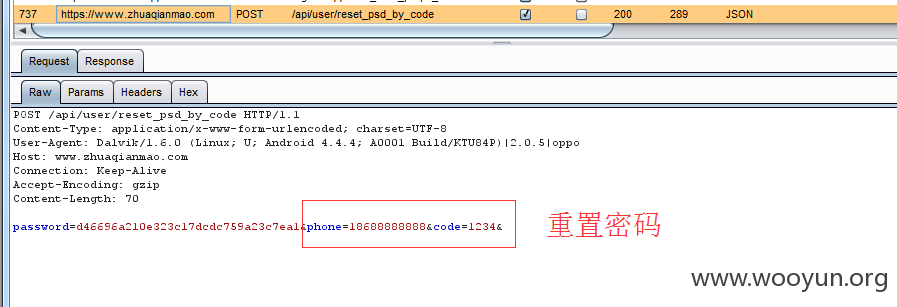 737 https://www.zhuaqianmao.com POST /api/user/reset_psd_by_code 200 289 JSON
Request Response
Raw Params Headers Hex
POST /api/user/reset_psd_by_code HTTP/1.1
Content-Type: application/x-www-form-urlencoded; charset=UTF-8
User-Agent: Dalvik/1.6.0 (Linux; U; Android 4.4.4; A0001 Build/KTU84P)|2.0.5|oppo
Host: www.zhuaqianmao.com
Connection: Keep-Alive
Accept-Encoding: gzip
Content-Length: 70
password=d46696a210e323c17dcdc759a23c7ea1&phone=18688888888&code=1234&
重置密码
www.wooyun.org